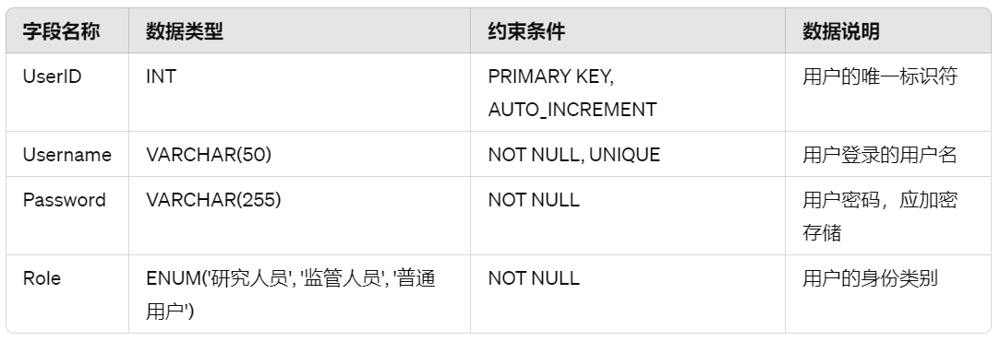 字段名称 数据类型 约束条件 数据说明
UserID INT PRIMARY KEY, 用户的唯一标识符
AUTO_INCREMENT
Username VARCHAR(50) NOT NULL, UNIQUE 用户登录的用户名
Password VARCHAR(255) NOT NULL 用户密码，应加密
存储
Role ENUM('研究人员', '监管人员', '普通 NOT NULL 用户的身份类别
用户')